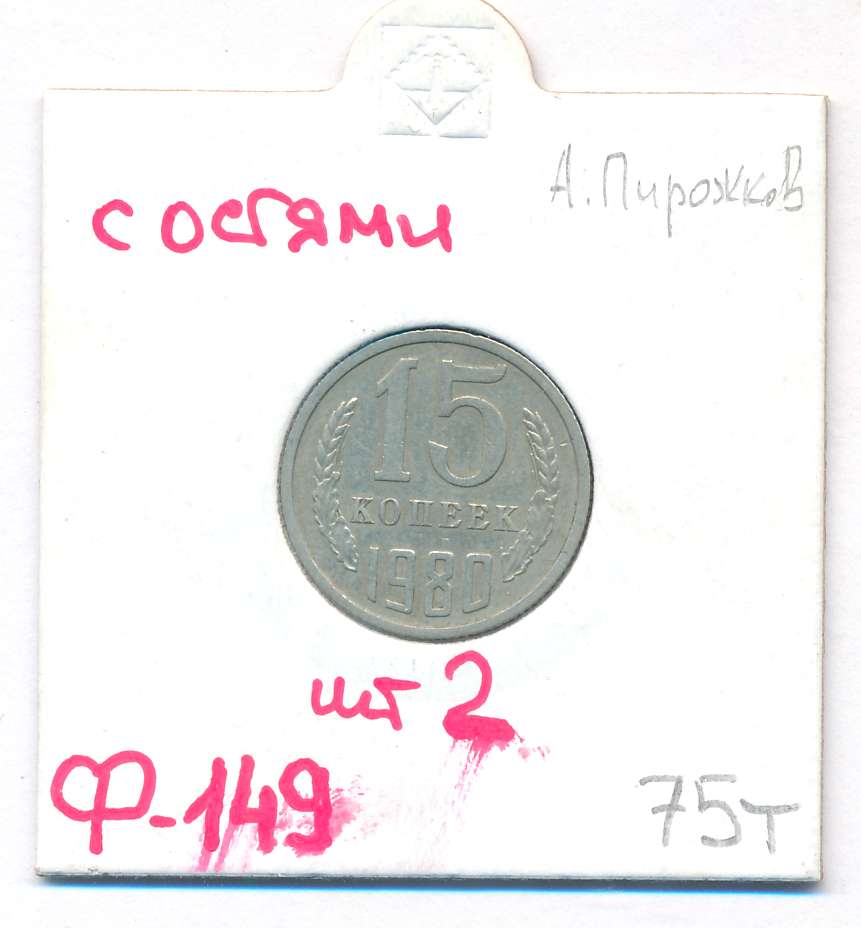 А. Пирожков
с остями
15
КОПЕЕК
1980
шт 2
Ф-149
75т